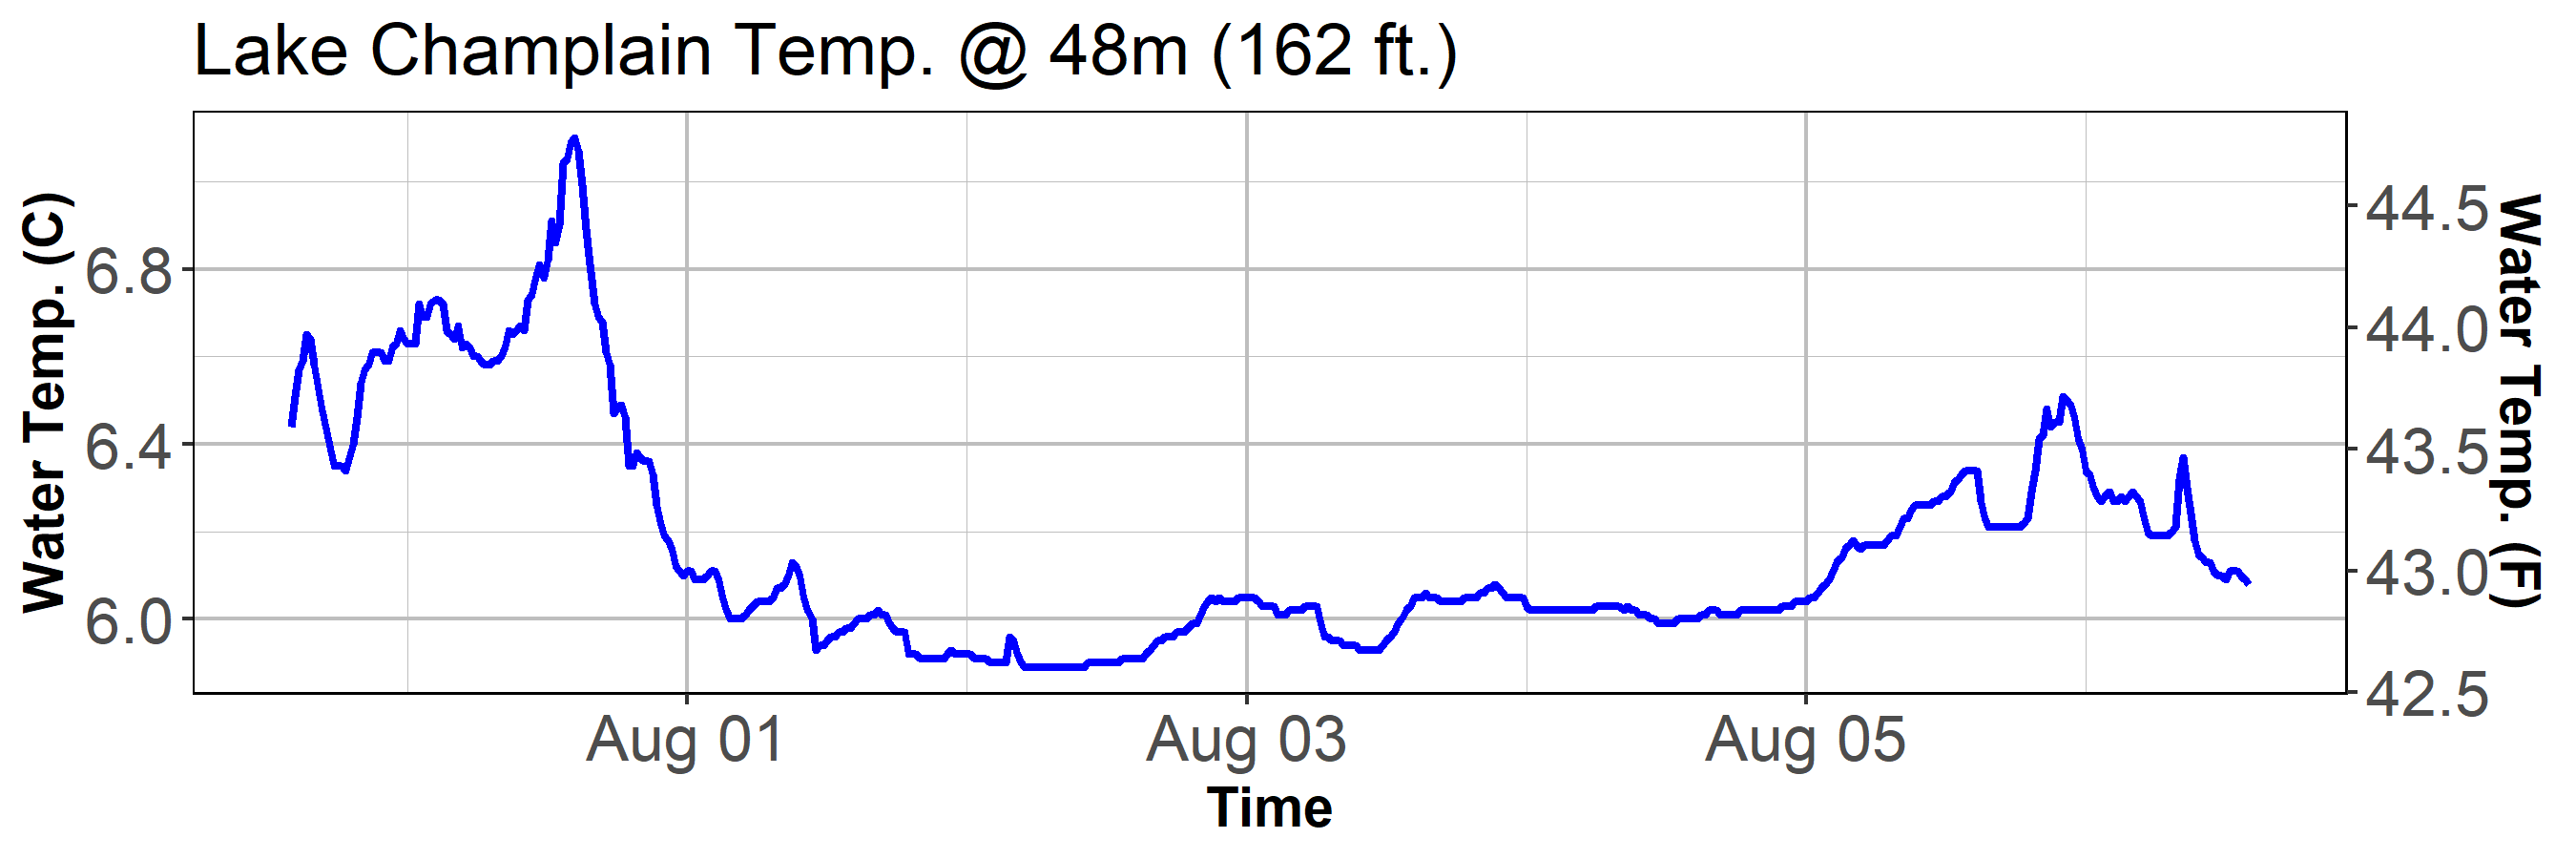 Lake Champlain Temp. @ 48m (162 ft.)
Water Temp. (C)
6.8
6.4
6.0
44.5
44.0
43.5
43.0
42.5
Water Temp. (F)
Aug 01
Aug 03
Aug 05
Time